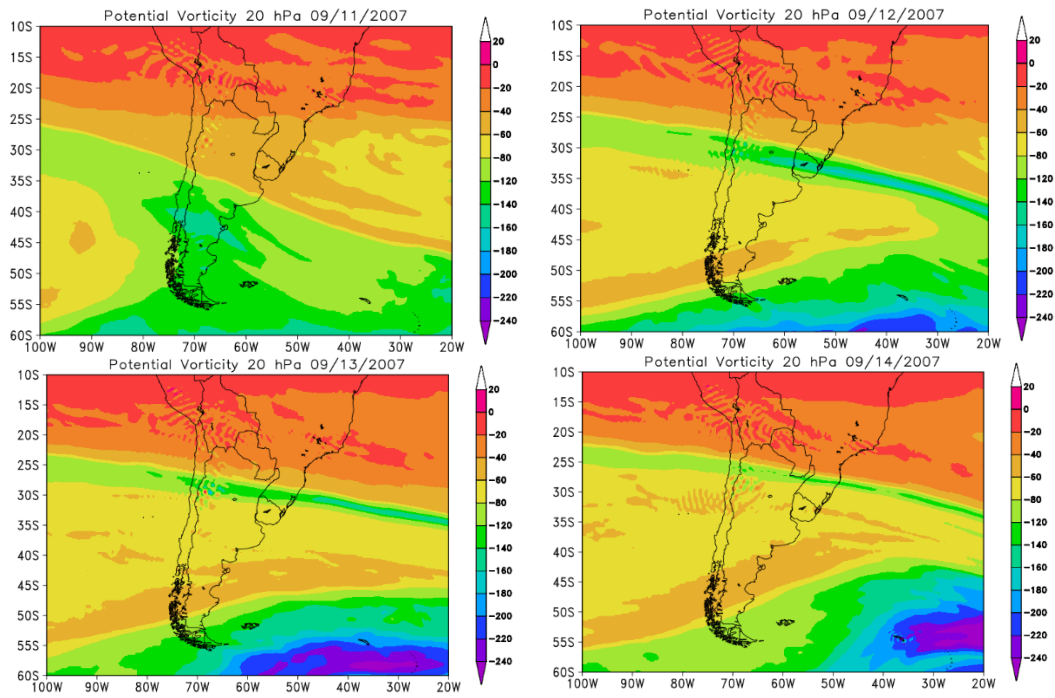 Potential Vorticity 20 hPa 09/11/2007
10S
15S
20S
25S
30S
35S
40S
45S
50S
55S
60S
100W 90W 80W 70W 60W 50W 40W 30W 20W
20
0
-20
-40
-60
-80
-120
-140
-160
-180
-200
-220
-240
Potential Vorticity 20 hPa 09/12/2007
10S
15S
20S
25S
30S
35S
40S
45S
50S
55S
60S
100W 90W 80W 70W 60W 50W 40W 30W 20W
20
0
-20
-40
-60
-80
-120
-140
-160
-180
-200
-220
-240
Potential Vorticity 20 hPa 09/13/2007
10S
15S
20S
25S
30S
35S
40S
45S
50S
55S
60S
100W 90W 80W 70W 60W 50W 40W 30W 20W
20
0
-20
-40
-60
-80
-120
-140
-160
-180
-200
-220
-240
Potential Vorticity 20 hPa 09/14/2007
10S
15S
20S
25S
30S
35S
40S
45S
50S
55S
60S
100W 90W 80W 70W 60W 50W 40W 30W 20W
20
0
-20
-40
-60
-80
-120
-140
-160
-180
-200
-220
-240